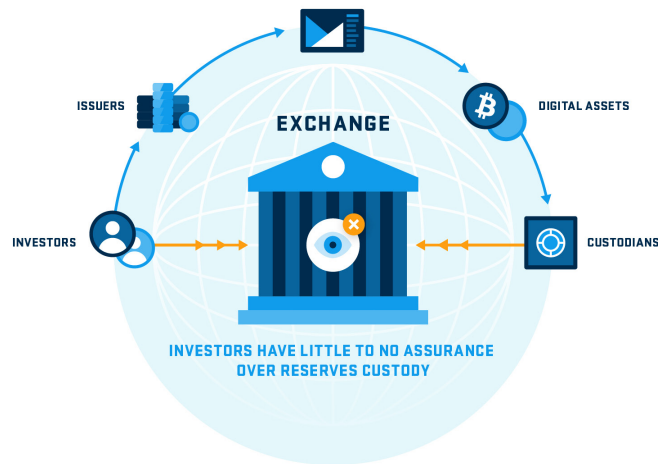 ISSUERS
DIGITAL ASSETS
EXCHANGE
INVESTORS
CUSTODIANS
INVESTORS HAVE LITTLE TO NO ASSURANCE
OVER RESERVES CUSTODY